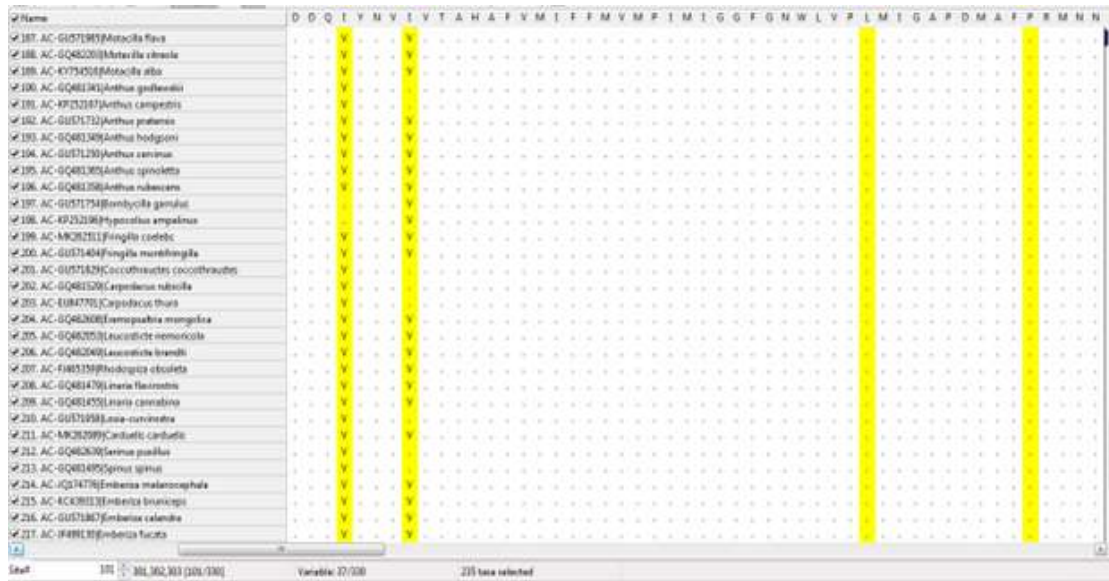 Name D D Q I Y N V I V T A H A F V M I F F M V M P I M I G G F G N W L V P L M I G A P D M A F P R M N N
187. AC-GU571985|Motacilla flava V V
188. AC-GQ482203|Motacilla citreola V V
189. AC-KY754510|Motacilla alba V V
190. AC-GQ481341|Anthus godlewskii V
191. AC-KP252187|Anthus campestris V
192. AC-GU571732|Anthus pratensis V V
193. AC-GQ481349|Anthus hodgsoni V V
194. AC-GU571250|Anthus cervinus V V
195. AC-GQ481365|Anthus spinoletta V V
196. AC-GQ481358|Anthus rubescens V V
197. AC-GU571754|Bombycilla garrulus
198. AC-KP252196|Hypocolius ampelinus V
199. AC-MK262511|Fringilla coelebs V V
200. AC-GU571404|Fringilla montifringilla V V
201. AC-GU571829|Coccothraustes coccothraustes V
202. AC-GQ481520|Carpodacus rubicilla V
203. AC-EU847701|Carpodacus thura V
204. AC-GQ482608|Eremopsaltria mongolica V V
205. AC-GQ482053|Leucosticte nemoricola V V
206. AC-GQ482049|Leucosticte brandti V V
207. AC-FJ465359|Rhodospiza obsoleta V V
208. AC-GQ481479|Linaria flavirostris V V
209. AC-GQ481455|Linaria cannabina V V
210. AC-GU571958|Loxia curvirostra V
211. AC-MK262089|Carduelis carduelis V V
212. AC-GQ482639|Serinus pusillus V
213. AC-GQ481495|Spinus spinus V
214. AC-JQ174776|Emberiza melanocephala V V
215. AC-KC439313|Emberiza bruniceps V V
216. AC-GU571867|Emberiza calandra V V
217. AC-JF499130|Emberiza fucata V V
Site# 101 301,302,303 [101/330] Variable: 37/330 235 taxa selected